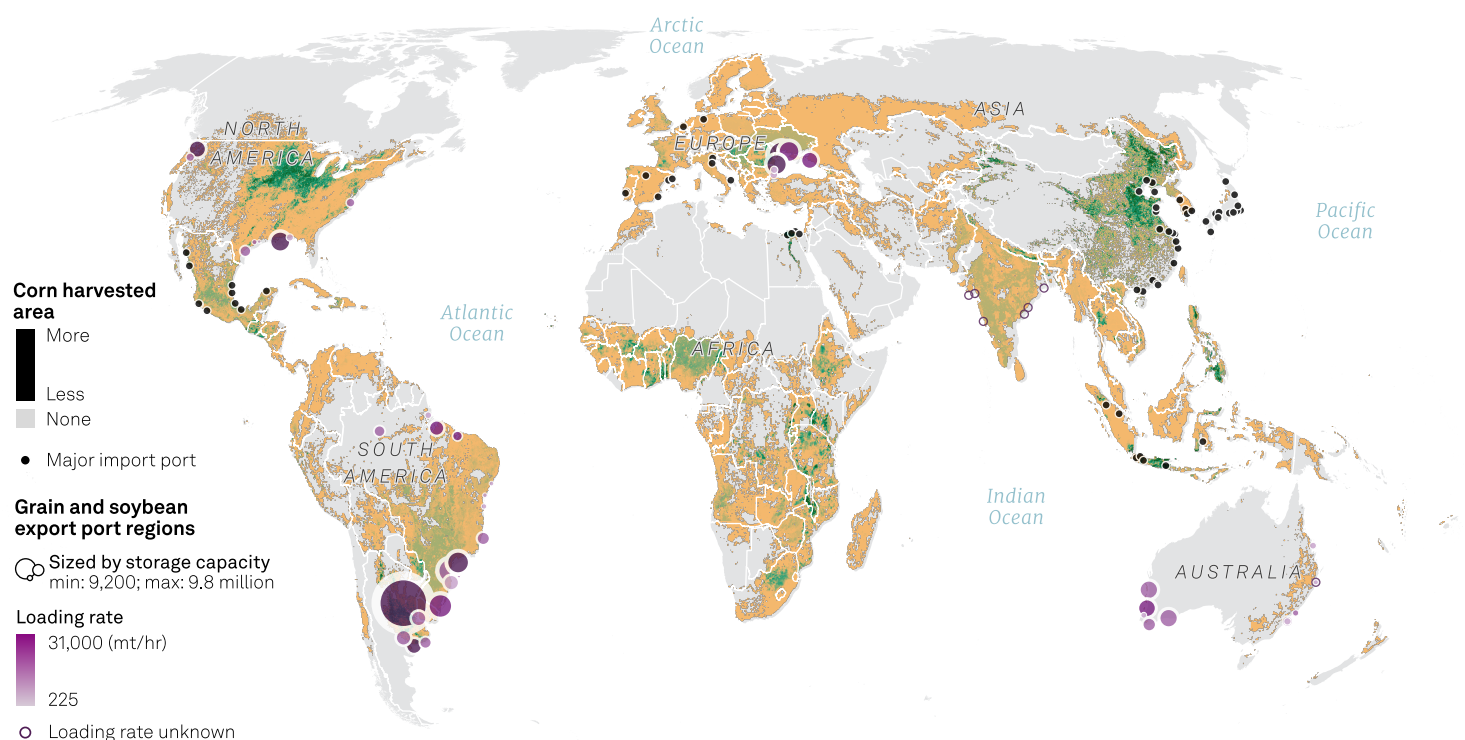 Arctic
Ocean
NORTH
AMERICA
EUROPE
ASIA
Pacific
Ocean
Atlantic
Ocean
AFRICA
SOUTH
AMERICA
Indian
Ocean
AUSTRALIA
Corn harvested
area
More
Less
None
Major import port
Grain and soybean
export port regions
Sized by storage capacity
min: 9,200; max: 9.8 million
Loading rate
31,000 (mt/hr)
225
Loading rate unknown